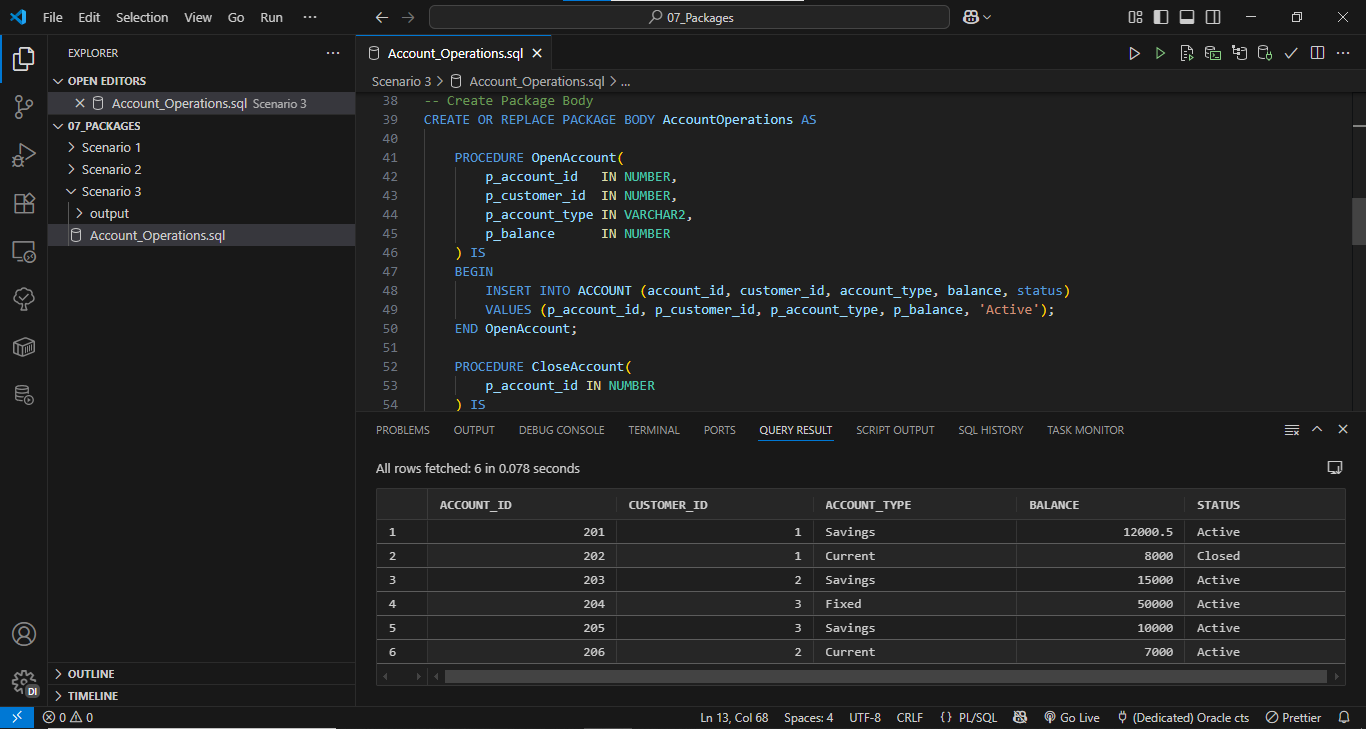 File Edit Selection View Go Run ··· 07_Packages
EXPLORER ···
OPEN EDITORS
Account_Operations.sql Scenario 3
07_PACKAGES
Scenario 1
Scenario 2
Scenario 3
output
Account_Operations.sql
OUTLINE
TIMELINE
Account_Operations.sql
Scenario 3 > Account_Operations.sql > ...
38 -- Create Package Body
39 CREATE OR REPLACE PACKAGE BODY AccountOperations AS
40
41     PROCEDURE OpenAccount(
42         p_account_id   IN NUMBER,
43         p_customer_id  IN NUMBER,
44         p_account_type IN VARCHAR2,
45         p_balance      IN NUMBER
46     ) IS
47     BEGIN
48         INSERT INTO ACCOUNT (account_id, customer_id, account_type, balance, status)
49         VALUES (p_account_id, p_customer_id, p_account_type, p_balance, 'Active');
50     END OpenAccount;
51
52     PROCEDURE CloseAccount(
53         p_account_id IN NUMBER
54     ) IS
PROBLEMS OUTPUT DEBUG CONSOLE TERMINAL PORTS QUERY RESULT SCRIPT OUTPUT SQL HISTORY TASK MONITOR
All rows fetched: 6 in 0.078 seconds
ACCOUNT_ID CUSTOMER_ID ACCOUNT_TYPE BALANCE STATUS
1 201 1 Savings 12000.5 Active
2 202 1 Current 8000 Closed
3 203 2 Savings 15000 Active
4 204 3 Fixed 50000 Active
5 205 3 Savings 10000 Active
6 206 2 Current 7000 Active
DI
0 0 Ln 13, Col 68 Spaces: 4 UTF-8 CRLF {} PL/SQL Go Live (Dedicated) Oracle cts Prettier